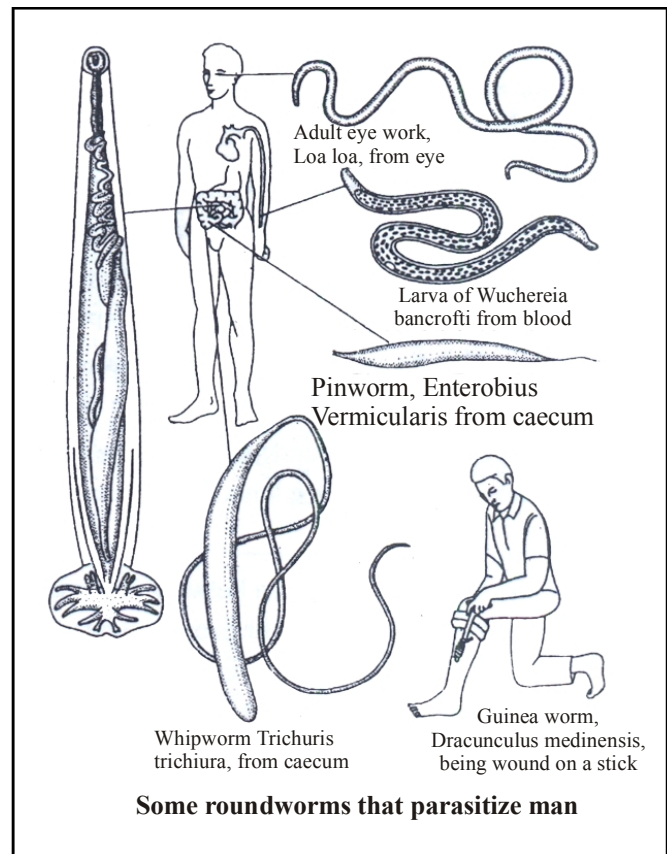 Adult eye work,
Loa loa, from eye
Larva of Wuchereia
bancrofti from blood
Pinworm, Enterobius
Vermicularis from caecum
Whipworm Trichuris
trichiura, from caecum
Guinea worm,
Dracunculus medinensis,
being wound on a stick
Some roundworms that parasitize man